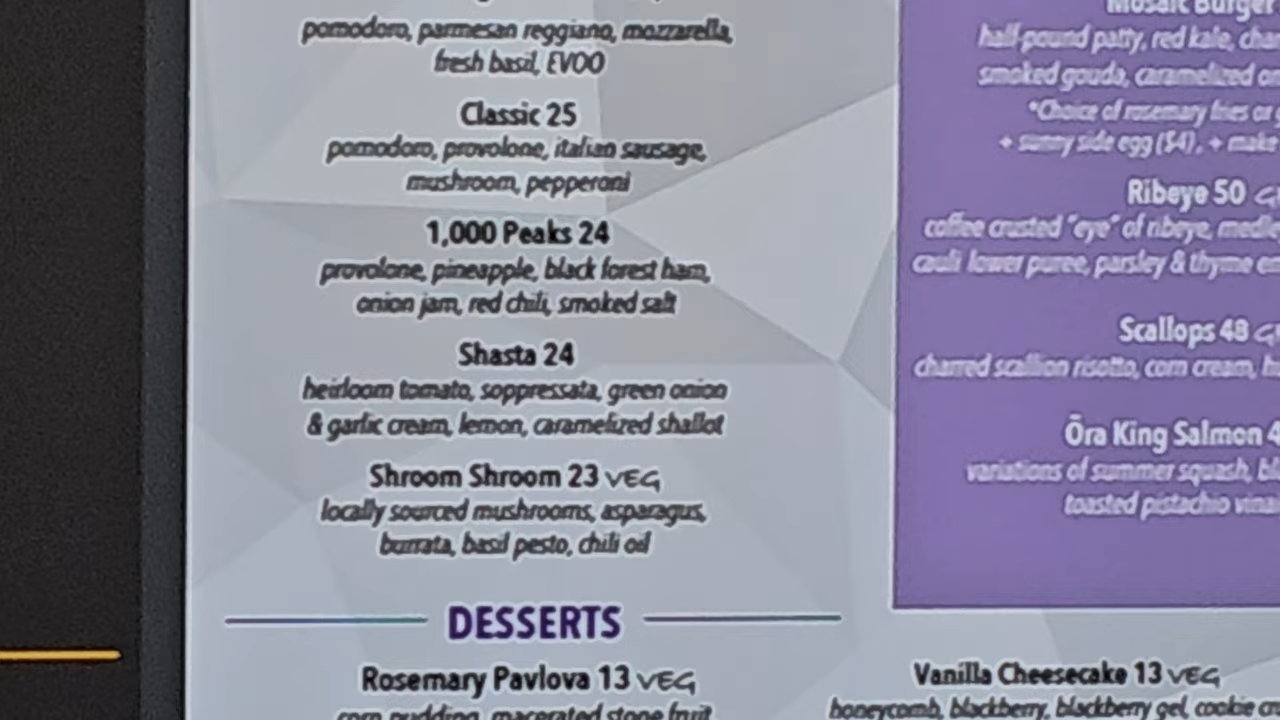 pomodoro, parmesan reggiano, mozzarella,
fresh basil, EVOO
Classic 25
pomodoro, provolone, italian sausage,
mushroom, pepperoni
1,000 Peaks 24
provolone, pineapple, black forest ham,
onion jam, red chili, smoked salt
Shasta 24
heirloom tomato, soppressata, green onion
& garlic cream, lemon, caramelized shallot
Shroom Shroom 23 VEG
locally sourced mushrooms, asparagus,
burrata, basil pesto, chili oil
Mosaic Burger
half-pound patty, red kale,
smoked gouda, caramelized
*Choice of rosemary fries or
+ sunny side egg ($4), + make
Ribeye 50
coffee crusted "eye" of ribeye,
cauli lower puree, parsley & thyme
Scallops 48
charred scallion risotto, corn cream,
Ōra King Salmon
variations of summer squash,
toasted pistachio
DESSERTS
Rosemary Pavlova 13 VEG
corn pudding, macerated stone fruit
Vanilla Cheesecake 13 VEG
honeycomb, blackberry, blackberry gel, cookie